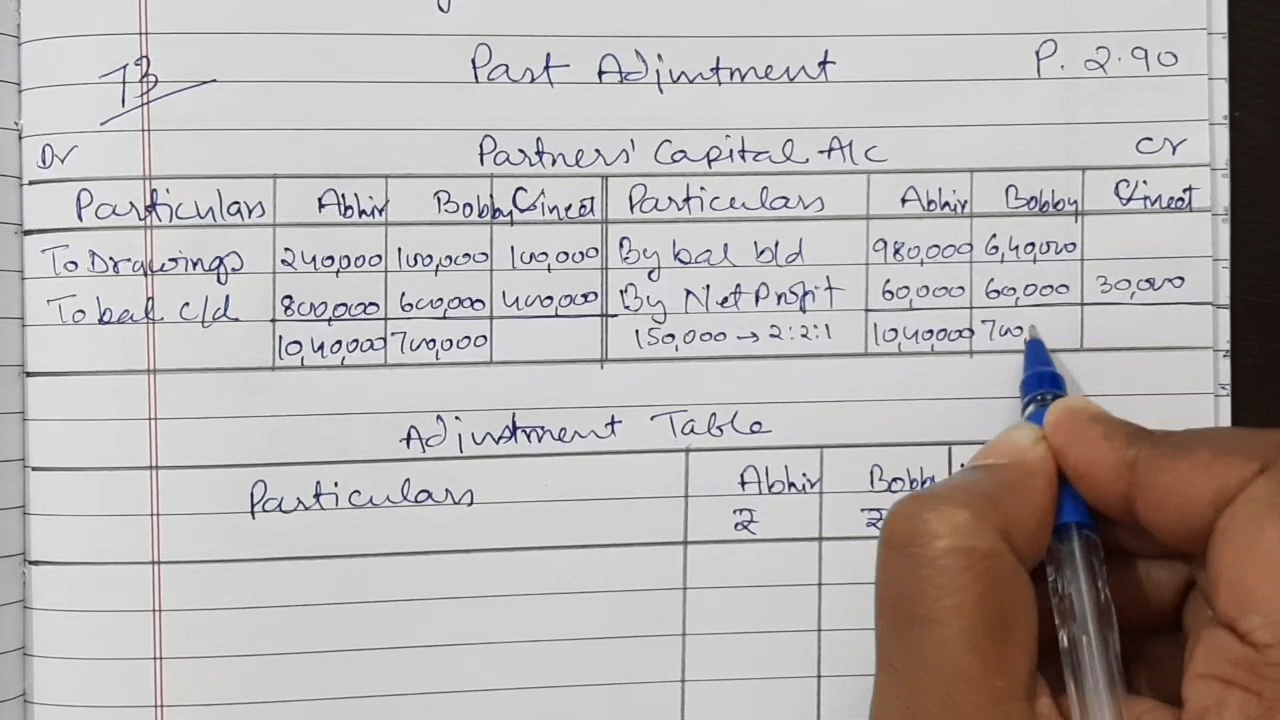 73 Past Adjustment P. 2.90
Dr Partners' Capital A/c Cr
Particulars Abhir Bobby Vineet Particulars Abhir Bobby Vineet
To Drawings 240,000 100,000 100,000 By bal b/d 980,000 6,40,000
To bal c/d 800,000 600,000 400,000 By Net Profit 60,000 60,000 30,000
10,40,000 700,000 150,000 → 2:2:1 10,40,000 700,
Adjustment Table
Particulars Abhir Bobby
₹ ₹